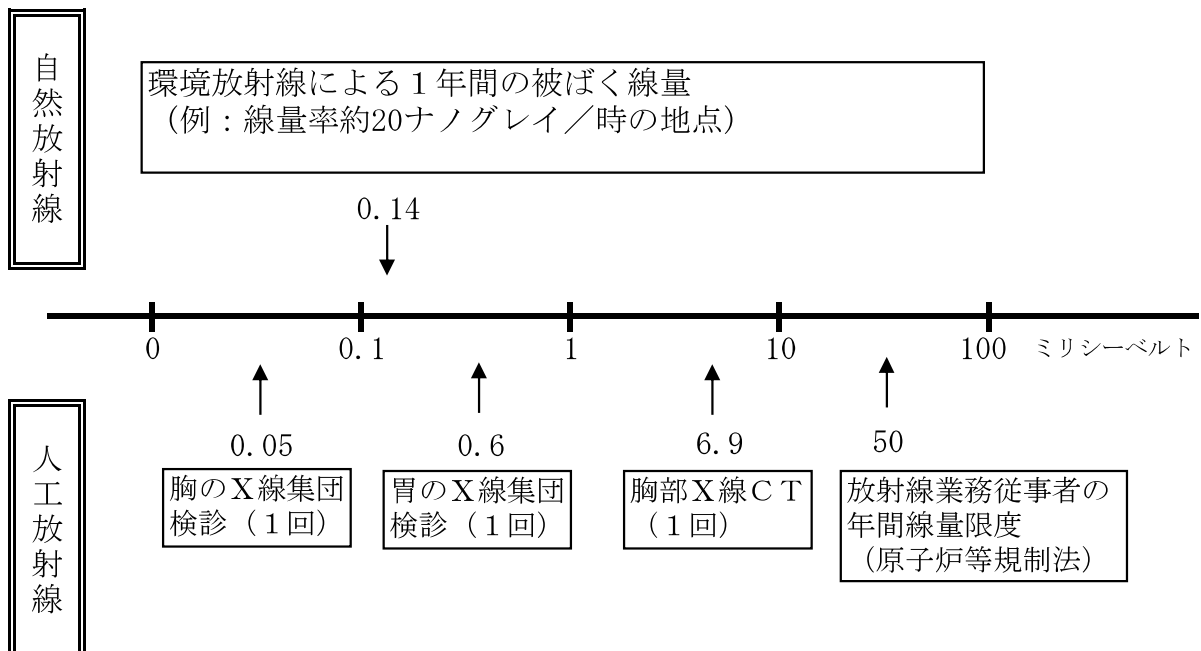 自然放射線
環境放射線による１年間の被ばく線量
（例：線量率約20ナノグレイ／時の地点）
0.14
0
0.1
1
10
100
ミリシーベルト
人工放射線
0.05
胸のＸ線集団
検診（１回）
0.6
胃のＸ線集団
検診（１回）
6.9
胸部Ｘ線ＣＴ
（１回）
50
放射線業務従事者の
年間線量限度
（原子炉等規制法）